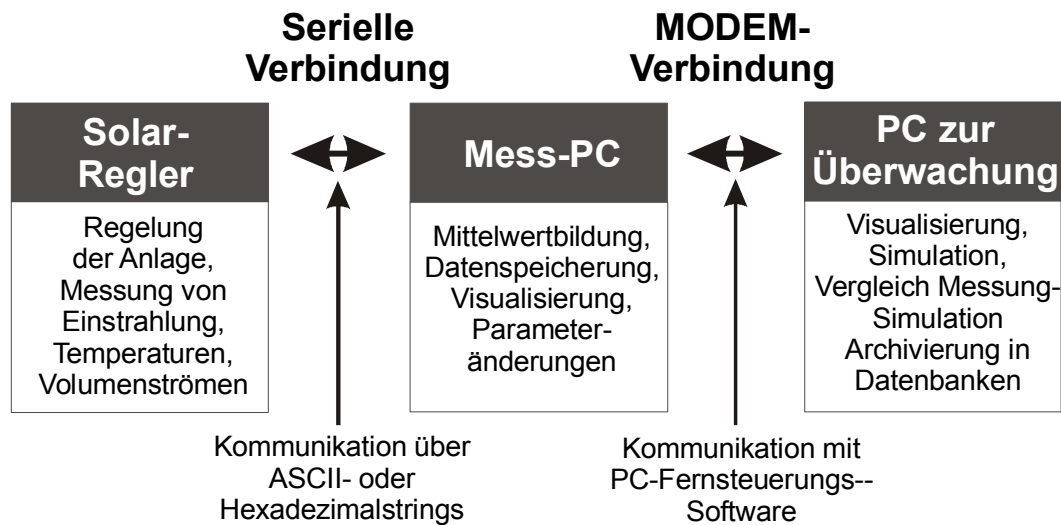 Serielle
Verbindung
MODEM-
Verbindung
Solar-
Regler
Regelung
der Anlage,
Messung von
Einstrahlung,
Temperaturen,
Volumenströmen
Mess-PC
Mittelwertbildung,
Datenspeicherung,
Visualisierung,
Parameter-
änderungen
PC zur
Überwachung
Visualisierung,
Simulation,
Vergleich Messung-
Simulation
Archivierung in
Datenbanken
Kommunikation über
ASCII- oder
Hexadezimalstrings
Kommunikation mit
PC-Fernsteuerungs--
Software